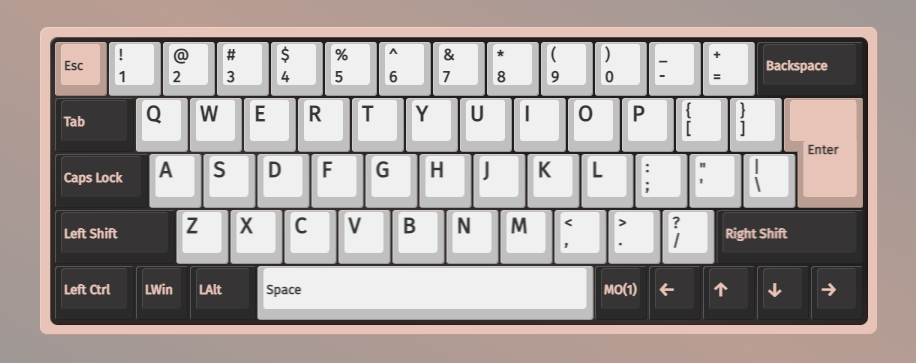 Esc ! @ # $ % ^ & * ( ) _ + Backspace
1 2 3 4 5 6 7 8 9 0 - =
Tab Q W E R T Y U I O P { }
[ ]
Enter
Caps Lock A S D F G H J K L : " |
; ' \
Left Shift Z X C V B N M < > ? Right Shift
, . /
Left Ctrl LWin LAlt Space MO(1) ← ↑ ↓ →